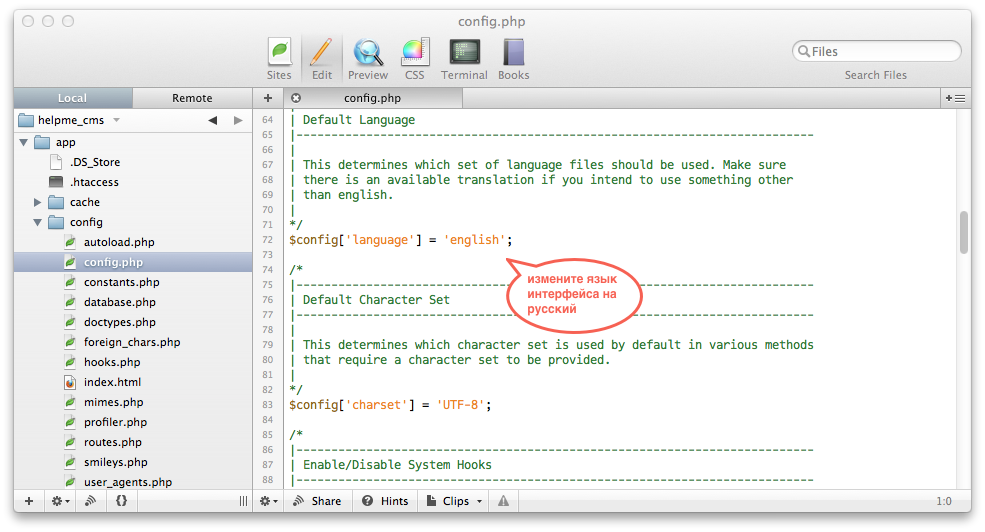 config.php
Sites
Edit
Preview
CSS
Terminal
Books
Files
Search Files
Local
Remote
config.php
helpme_cms
app
.DS_Store
.htaccess
cache
config
autoload.php
config.php
constants.php
database.php
doctypes.php
foreign_chars.php
hooks.php
index.html
mimes.php
profiler.php
routes.php
smileys.php
user_agents.php
64 | Default Language
65 |--------------------------------------------------------------------------
66 |
67 | This determines which set of language files should be used. Make sure
68 | there is an available translation if you intend to use something other
69 | than english.
70 |
71 */
72 $config['language'] = 'english';
73
74 /*
75 |--------------------------------------------------------------------------
76 | Default Character Set
77 |--------------------------------------------------------------------------
78 |
79 | This determines which character set is used by default in various methods
80 | that require a character set to be provided.
81 |
82 */
83 $config['charset'] = 'UTF-8';
84
85 /*
86 |--------------------------------------------------------------------------
87 | Enable/Disable System Hooks
88 |--------------------------------------------------------------------------
измените язык
интерфейса на
русский
Share
Hints
Clips
1:0